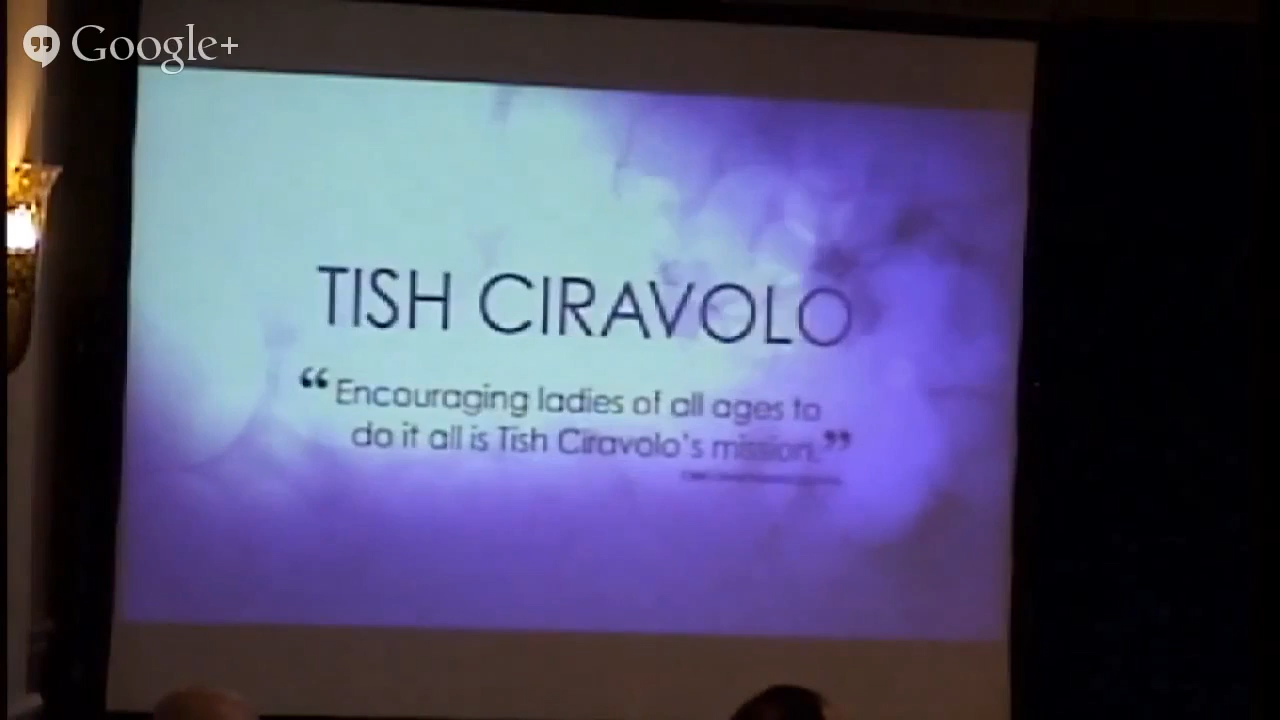 Google+
TISH CIRAVOLO
“Encouraging ladies of all ages to
do it all is Tish Ciravolo's mission.”